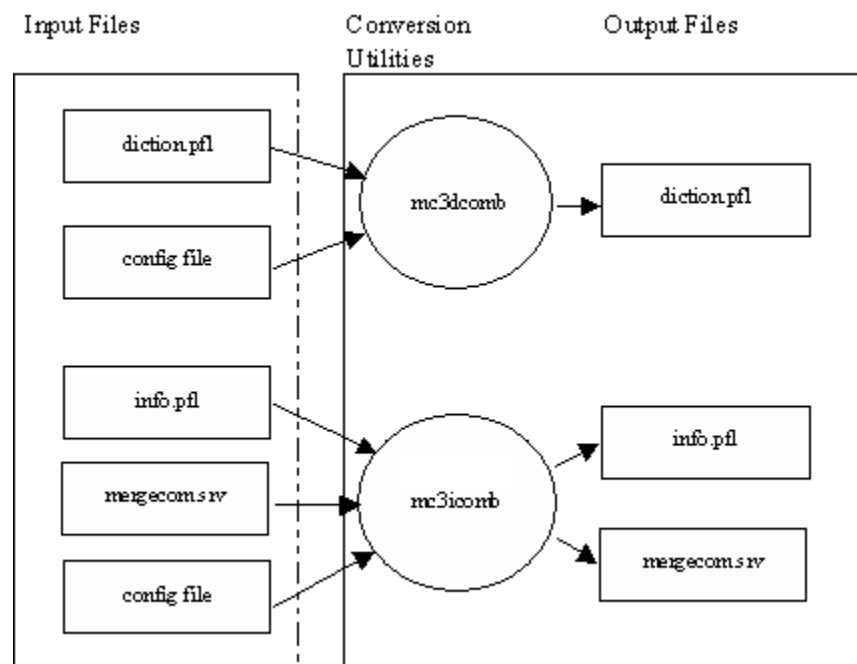 Input Files
Conversion
Utilities
Output Files
diction.pfl
config file
mc3dcomb
diction.pfl
info.pfl
mergecom.srv
config file
mc3icomb
info.pfl
mergecom.srv